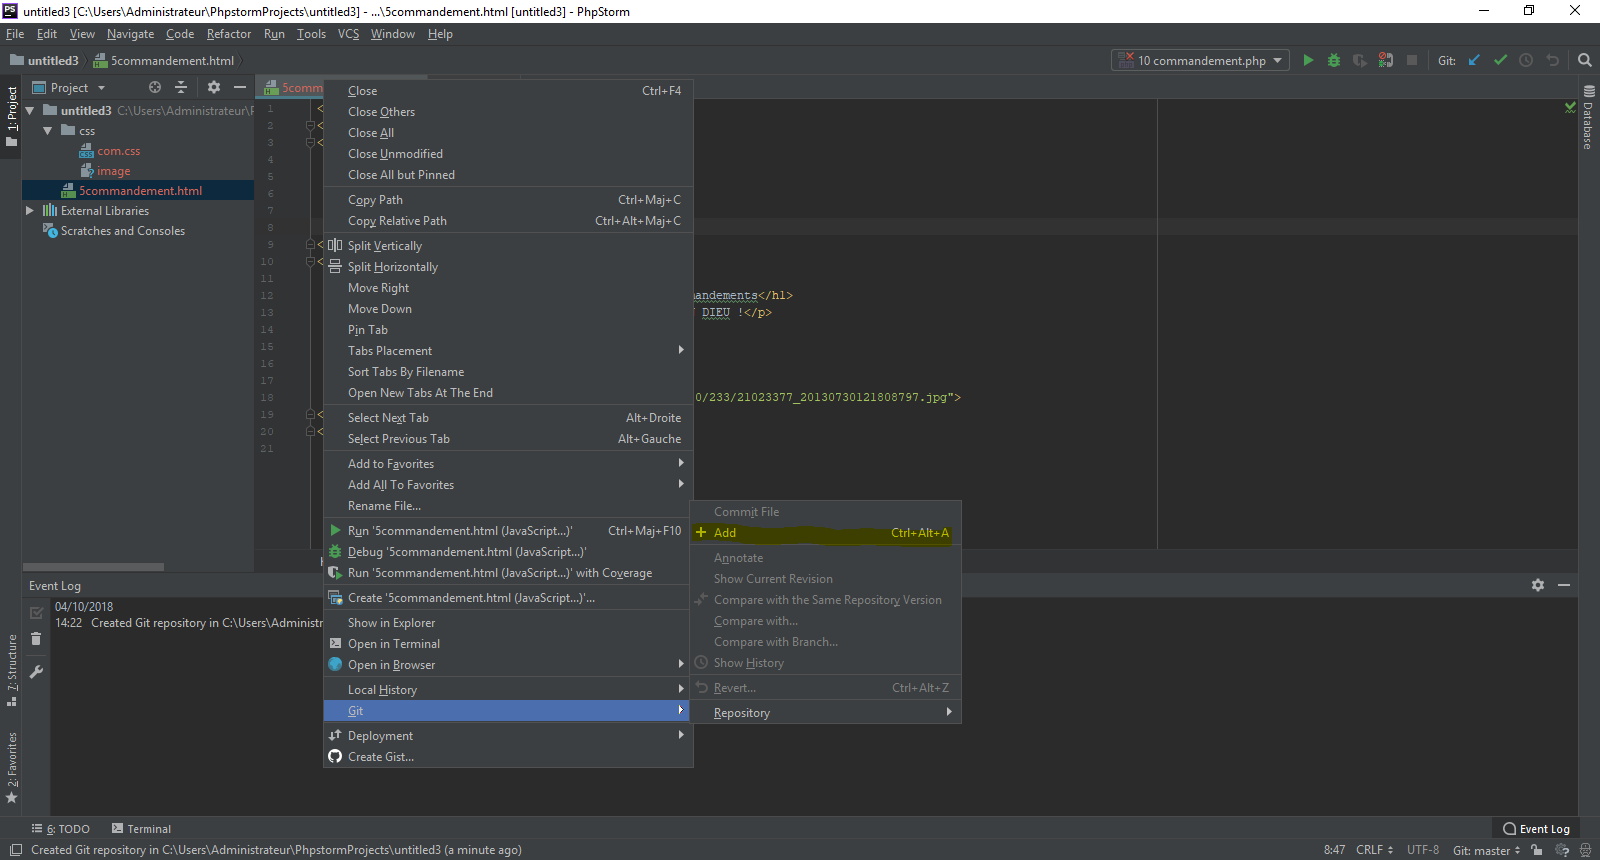 PS untitled3 [C:\Users\Administrateur\PhpstormProjects\untitled3] - ...\5commandement.html [untitled3] - PhpStorm
File Edit View Navigate Code Refactor Run Tools VCS Window Help
untitled3 5commandement.html 10 commandement.php Git:
1: Project
Project
untitled3 C:\Users\Administrateur\
css
com.css
image
5commandement.html
External Libraries
Scratches and Consoles
5comm
1 <
2 <
3 <
4
5
6
7
8
9 <
10 <
11
12 andements</h1>
13 DIEU !</p>
14
15
16
17
18 0/233/21023377_20130730121808797.jpg">
19 <
20 <
21
Close Ctrl+F4
Close Others
Close All
Close Unmodified
Close All but Pinned
Copy Path Ctrl+Maj+C
Copy Relative Path Ctrl+Alt+Maj+C
Split Vertically
Split Horizontally
Move Right
Move Down
Pin Tab
Tabs Placement
Sort Tabs By Filename
Open New Tabs At The End
Select Next Tab Alt+Droite
Select Previous Tab Alt+Gauche
Add to Favorites
Add All To Favorites
Rename File...
Run '5commandement.html (JavaScript...)' Ctrl+Maj+F10
Debug '5commandement.html (JavaScript...)'
Run '5commandement.html (JavaScript...)' with Coverage
Create '5commandement.html (JavaScript...)'...
Show in Explorer
Open in Terminal
Open in Browser
Local History
Git
Deployment
Create Gist...
Commit File
Add Ctrl+Alt+A
Annotate
Show Current Revision
Compare with the Same Repository Version
Compare with...
Compare with Branch...
Show History
Revert... Ctrl+Alt+Z
Repository
Database
Event Log
04/10/2018
14:22 Created Git repository in C:\Users\Administr
7: Structure
2: Favorites
6: TODO Terminal Event Log
Created Git repository in C:\Users\Administrateur\PhpstormProjects\untitled3 (a minute ago) 8:47 CRLF UTF-8 Git: master